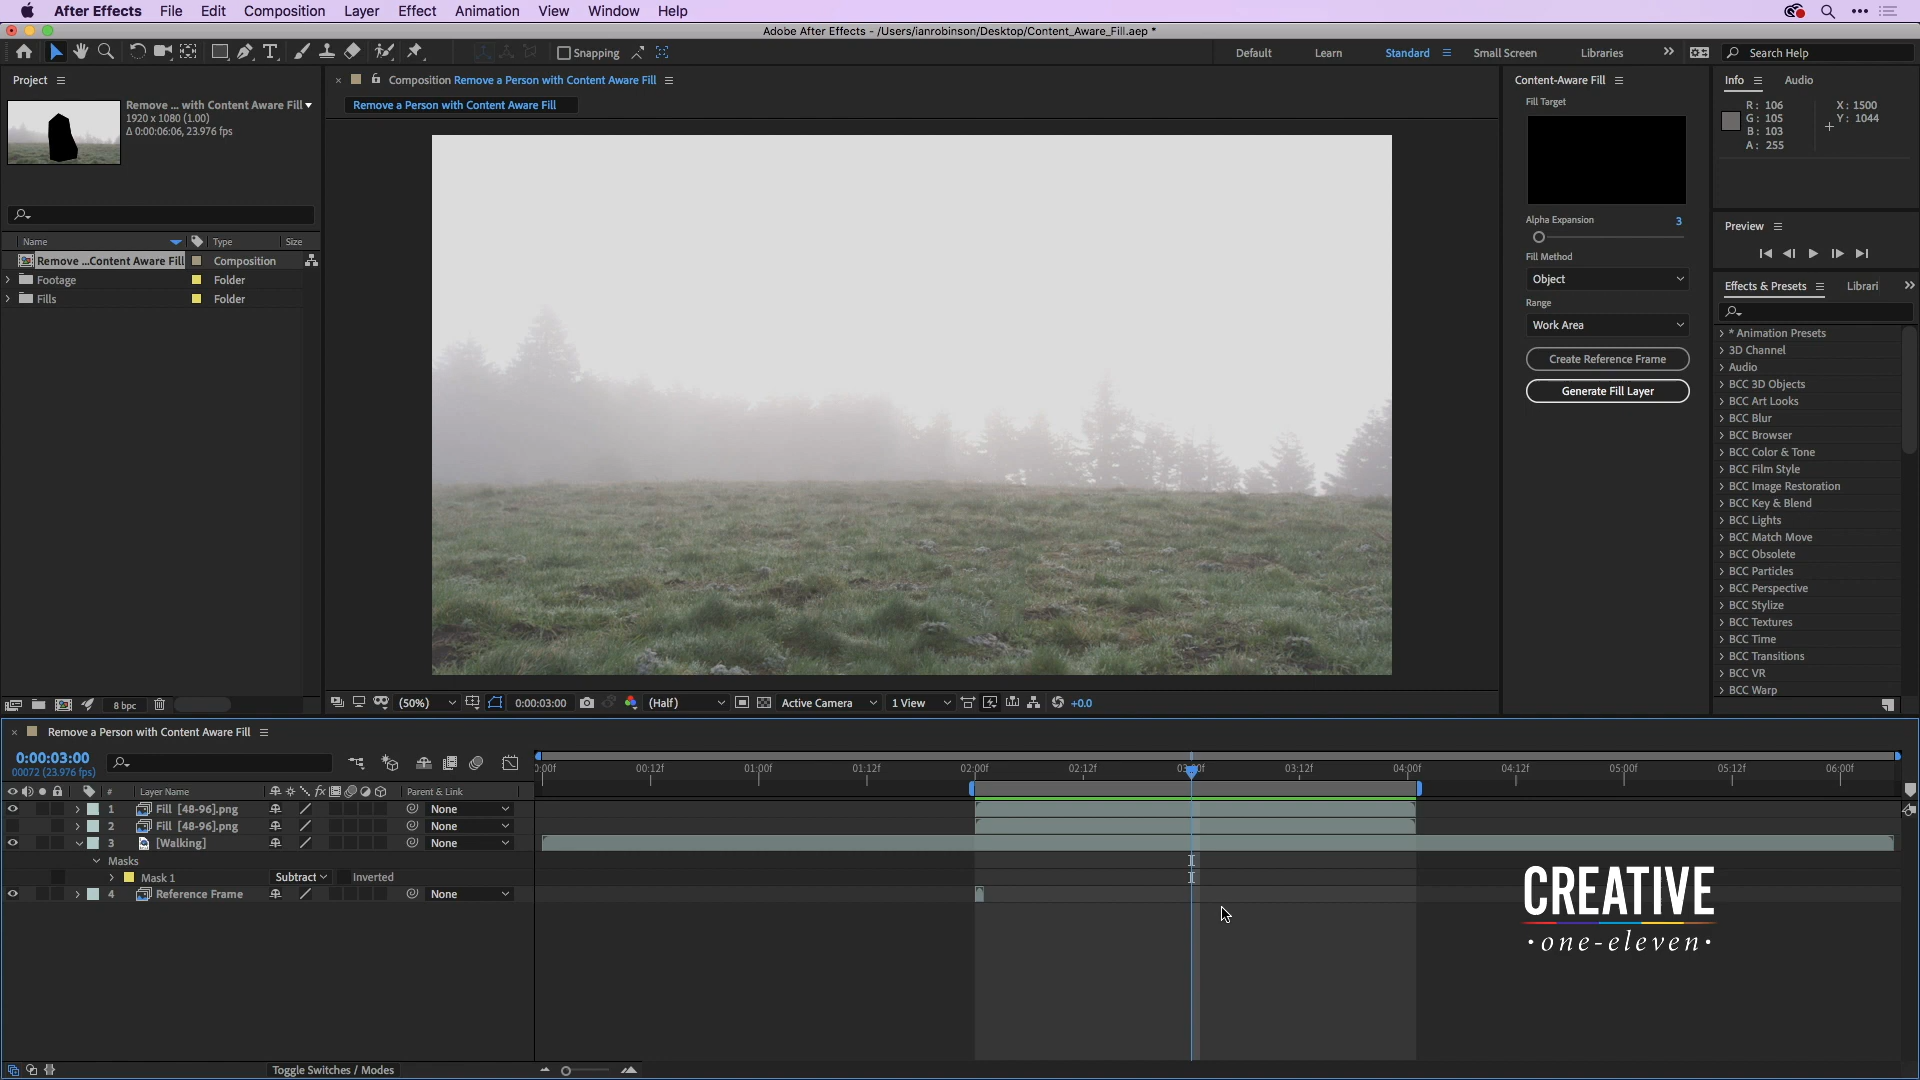 After Effects File Edit Composition Layer Effect Animation View Window Help
Adobe After Effects - /Users/ianrobinson/Desktop/Content_Aware_Fill.aep *
Snapping
Default Learn Standard Small Screen Libraries
Search Help
Project
Remove ... with Content Aware Fill
1920 x 1080 (1.00)
Δ 0:00:06:06, 23.976 fps
Name Type Size
Remove ...Content Aware Fill Composition
Footage Folder
Fills Folder
8 bpc
Composition Remove a Person with Content Aware Fill
Remove a Person with Content Aware Fill
(50%) 0:00:03:00 (Half) Active Camera 1 View +0.0
Content-Aware Fill
Fill Target
Alpha Expansion 3
Fill Method
Object
Range
Work Area
Create Reference Frame
Generate Fill Layer
Info Audio
R: 106 X: 1500
G: 105 Y: 1044
B: 103
A: 255
Preview
Effects & Presets Librari
* Animation Presets
3D Channel
Audio
BCC 3D Objects
BCC Art Looks
BCC Blur
BCC Browser
BCC Color & Tone
BCC Film Style
BCC Image Restoration
BCC Key & Blend
BCC Lights
BCC Match Move
BCC Obsolete
BCC Particles
BCC Perspective
BCC Stylize
BCC Textures
BCC Time
BCC Transitions
BCC VR
BCC Warp
Remove a Person with Content Aware Fill
0:00:03:00
00072 (23.976 fps)
:00f 00:12f 01:00f 01:12f 02:00f 02:12f 03:00f 03:12f 04:00f 04:12f 05:00f 05:12f 06:00f
# Layer Name fx Parent & Link
1 Fill [48-96].png None
2 Fill [48-96].png None
3 [Walking] None
Masks
Mask 1 Subtract Inverted
4 Reference Frame None
Toggle Switches / Modes
CREATIVE
·one-eleven·